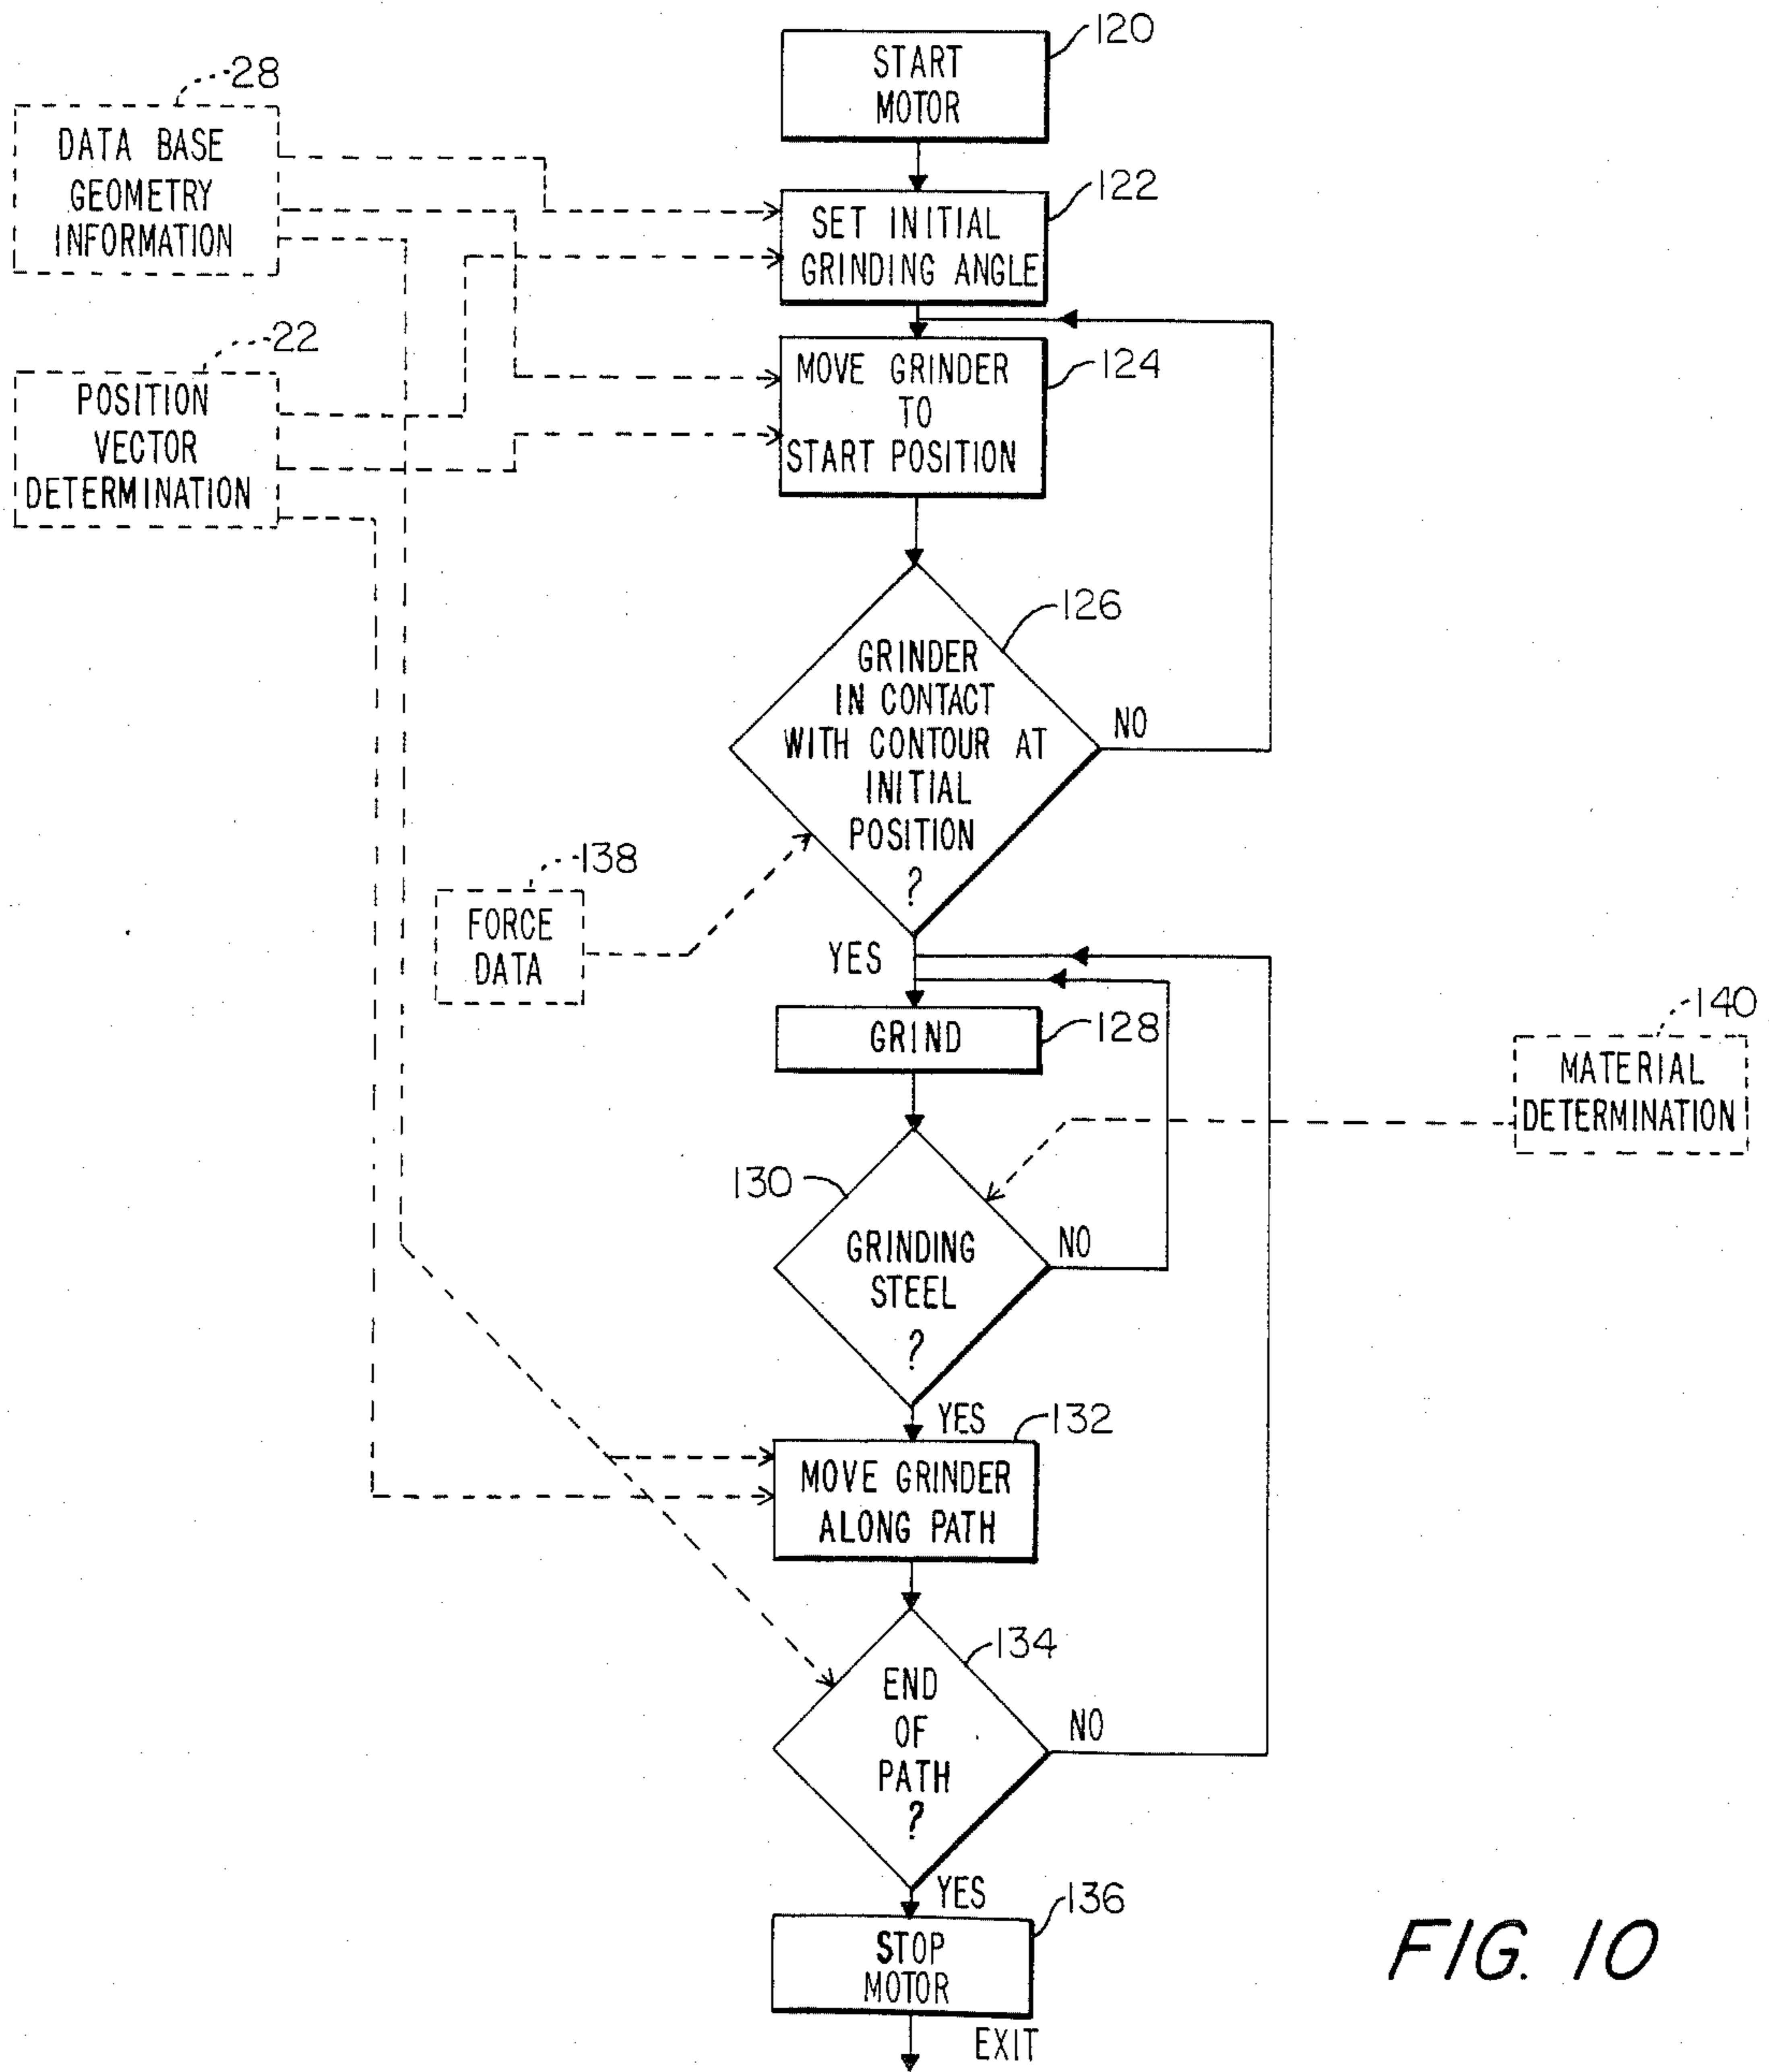 120
START
MOTOR
28
DATA BASE
GEOMETRY
INFORMATION
122
SET INITIAL
GRINDING ANGLE
22
POSITION
VECTOR
DETERMINATION
124
MOVE GRINDER
TO
START POSITION
126
GRINDER
IN CONTACT
WITH CONTOUR AT
INITIAL
POSITION
?
NO
138
FORCE
DATA
YES
GRIND
128
140
MATERIAL
DETERMINATION
130
GRINDING
STEEL
?
NO
YES
132
MOVE GRINDER
ALONG PATH
134
END
OF
PATH
?
NO
YES
136
STOP
MOTOR
EXIT
FIG. 10